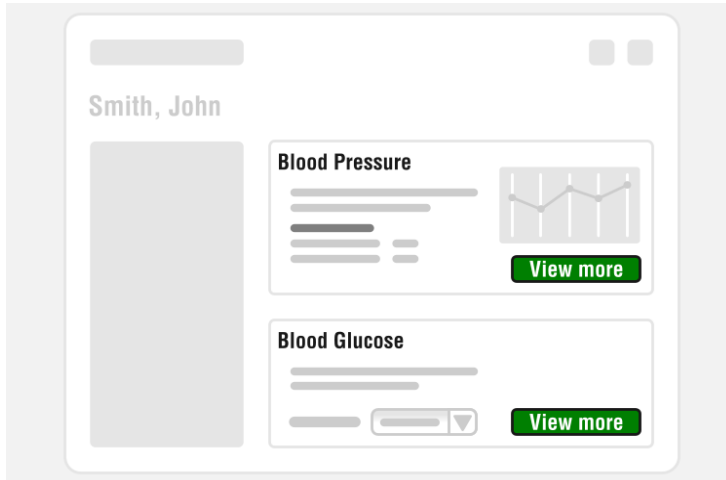 Smith, John
Blood Pressure
View more
Blood Glucose
View more